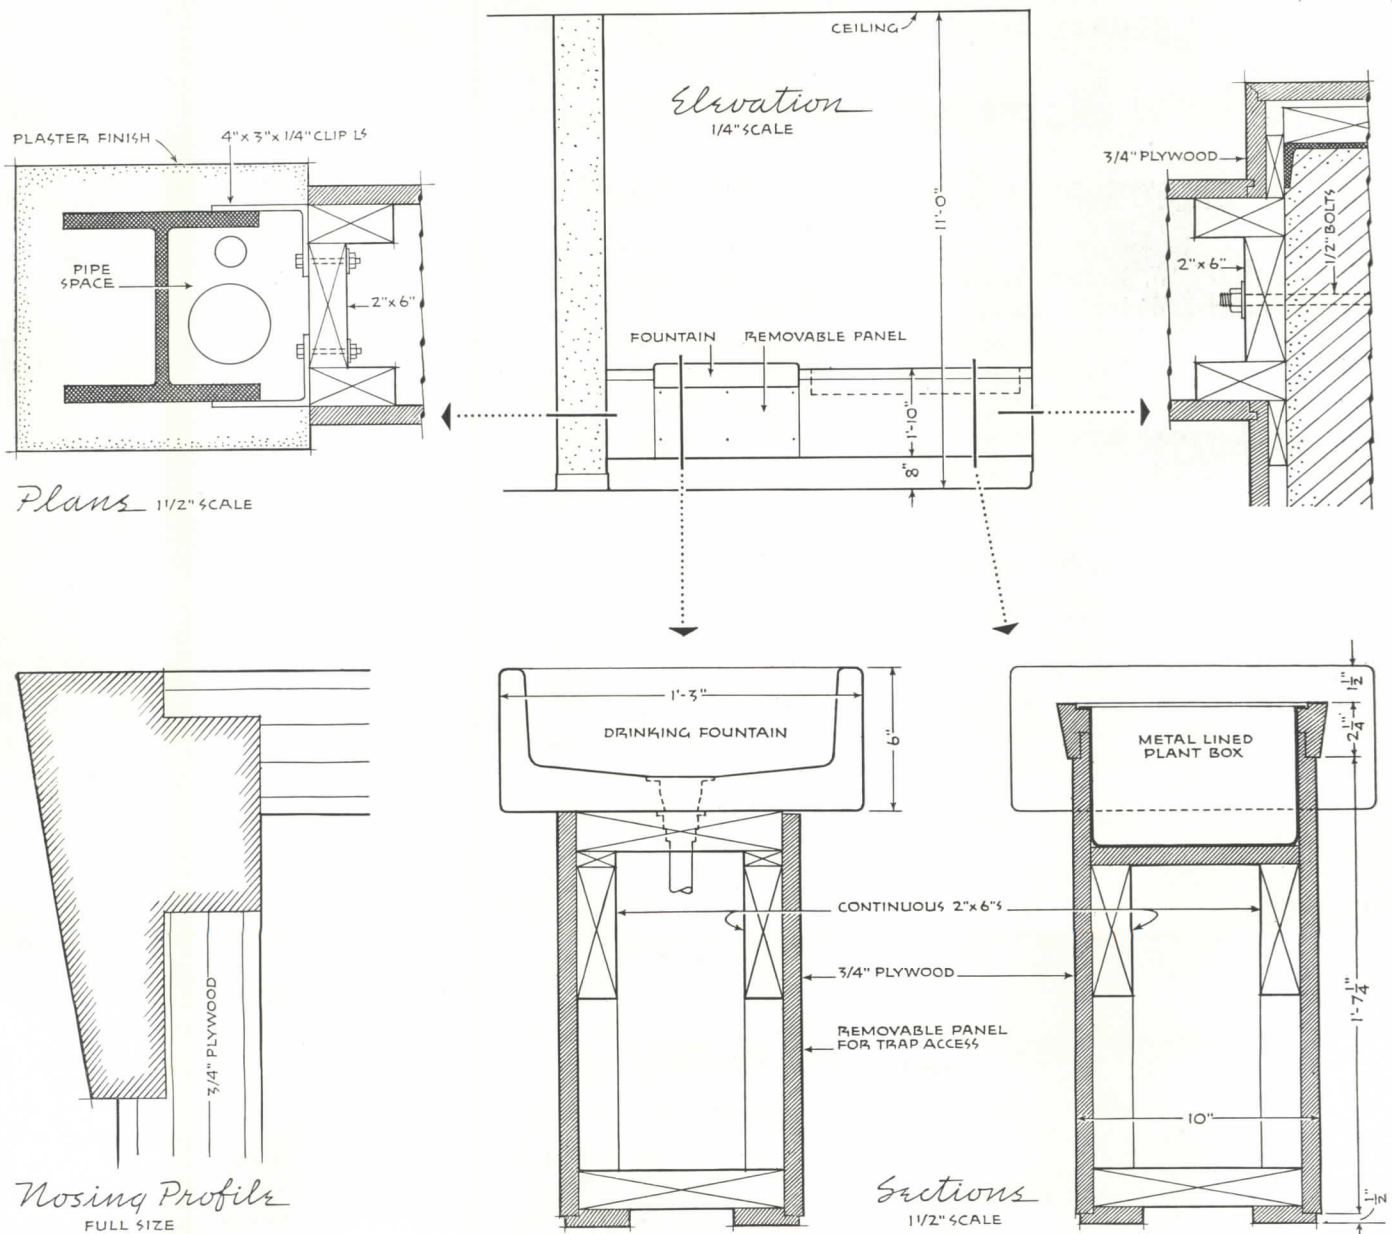 CEILING
Elevation
1/4" SCALE
11'-0"
FOUNTAIN
REMOVABLE PANEL
1'-10"
8"
PLASTER FINISH
4" x 3" x 1/4" CLIP LS
PIPE
SPACE
2" x 6"
Plans 1 1/2" SCALE
3/4" PLYWOOD
1/2" BOLTS
2" x 6"
3/4" PLYWOOD
Nosing Profile
FULL SIZE
1'-3"
DRINKING FOUNTAIN
6"
METAL LINED
PLANT BOX
1 1/2"
2 1/4"
CONTINUOUS 2" x 6"s
3/4" PLYWOOD
REMOVABLE PANEL
FOR TRAP ACCESS
1'-7 1/4"
10"
1/2"
Sections
1 1/2" SCALE